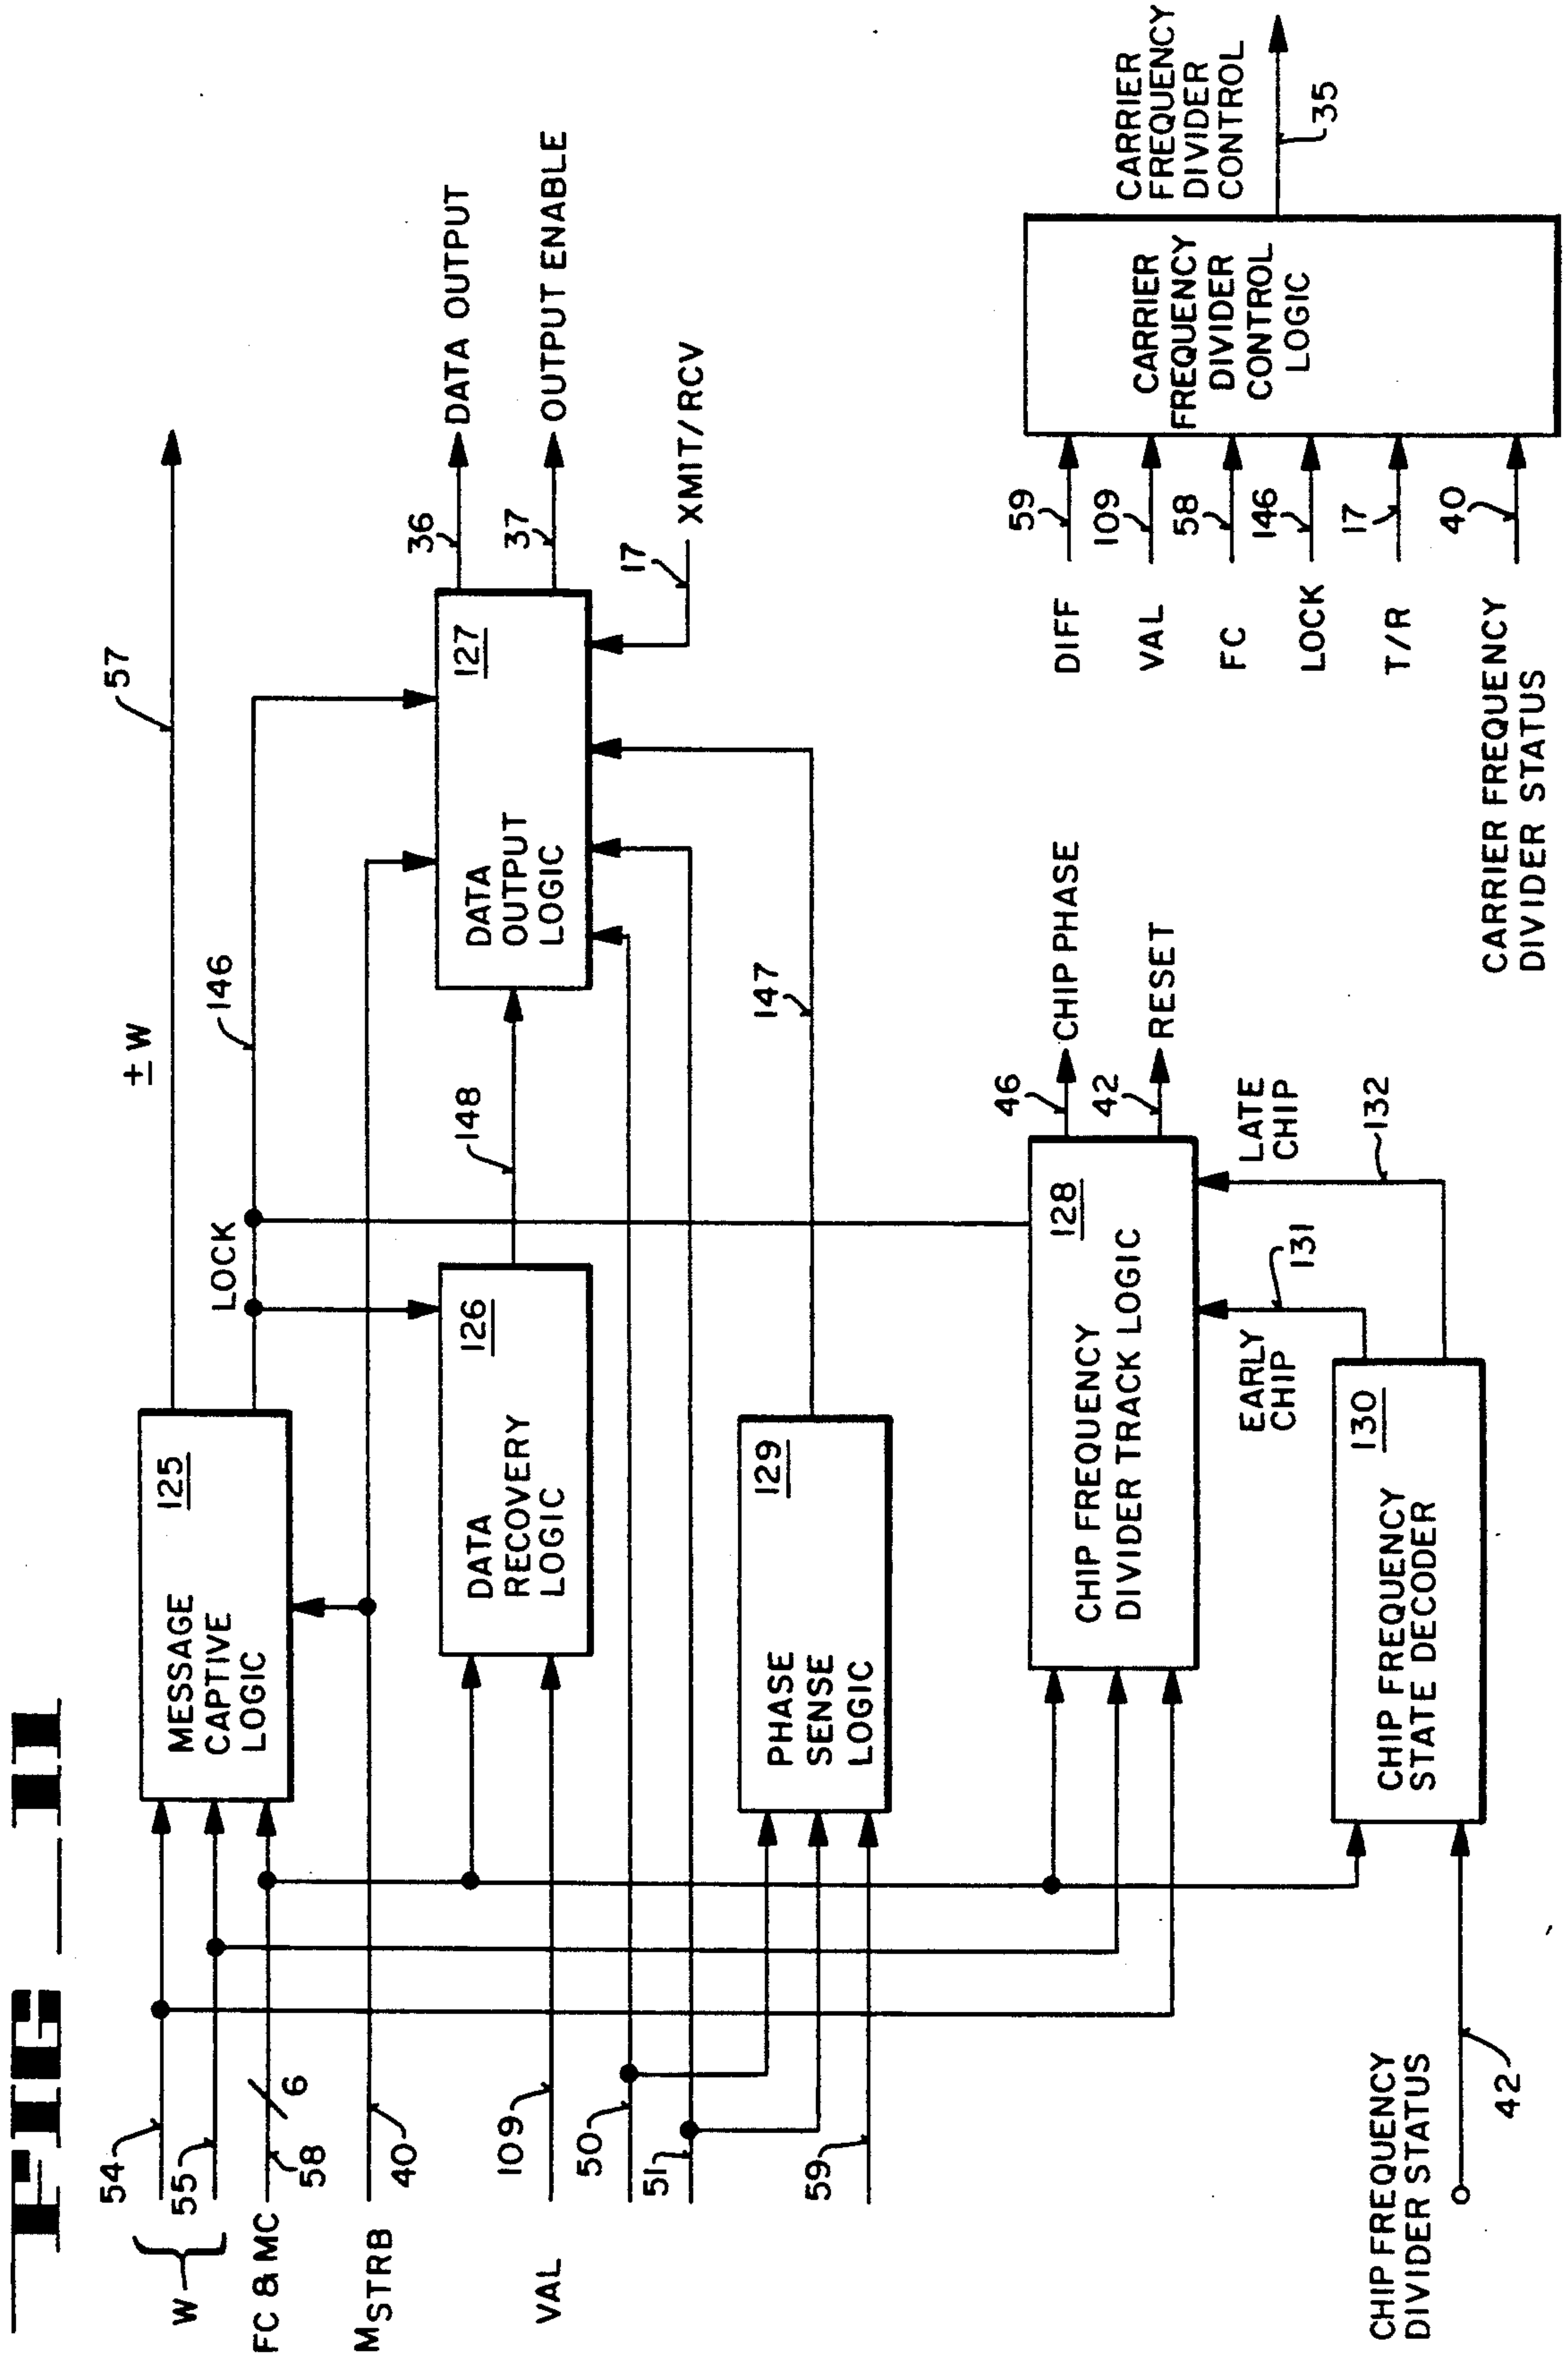 FIG_11
W
54
55
FC & MC
58
6
MSTRB
40
VAL
109
50
51
59
CHIP FREQUENCY
DIVIDER STATUS
42
MESSAGE
CAPTIVE
LOGIC
125
DATA
RECOVERY
LOGIC
126
PHASE
SENSE
LOGIC
129
CHIP FREQUENCY
DIVIDER TRACK LOGIC
128
CHIP FREQUENCY
STATE DECODER
130
EARLY
CHIP
131
LATE
CHIP
132
LOCK
146
± W
57
148
147
DATA
OUTPUT
LOGIC
127
36
DATA OUTPUT
37
OUTPUT ENABLE
17
XMIT/RCV
46
CHIP PHASE
42
RESET
DIFF
59
VAL
109
FC
58
LOCK
146
T/R
17
CARRIER FREQUENCY
DIVIDER STATUS
40
CARRIER
FREQUENCY
DIVIDER
CONTROL
LOGIC
CARRIER
FREQUENCY
DIVIDER
CONTROL
35